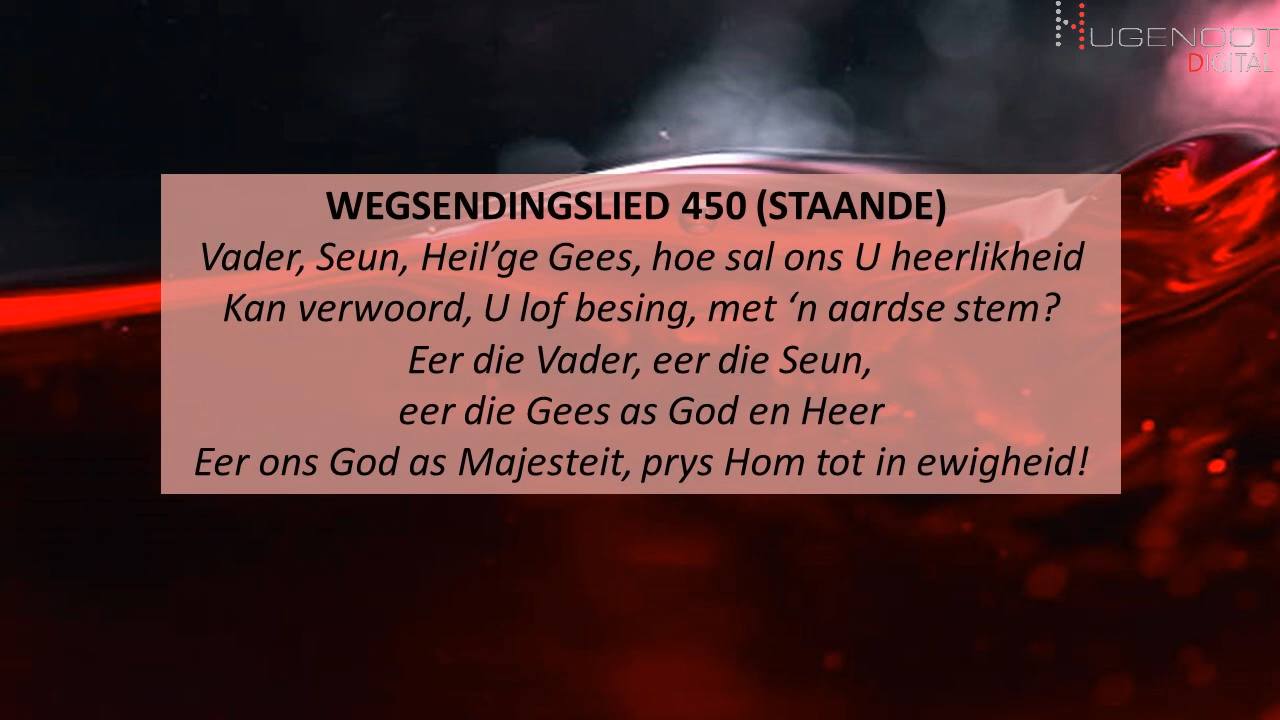 HUGENOOT
DIGITAL
WEGSENDINGSLIED 450 (STAANDE)
Vader, Seun, Heil’ge Gees, hoe sal ons U heerlikheid
Kan verwoord, U lof besing, met ‘n aardse stem?
Eer die Vader, eer die Seun,
eer die Gees as God en Heer
Eer ons God as Majesteit, prys Hom tot in ewigheid!